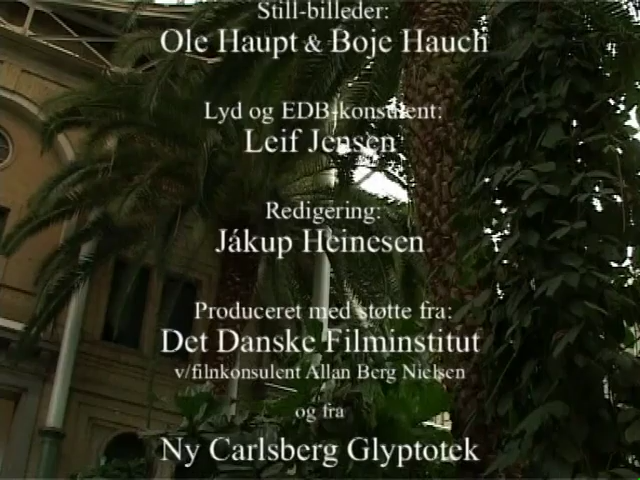 Still-billeder:
Ole Haupt & Boje Hauch
Lyd og EDB-konsulent:
Leif Jensen
Redigering:
Jákup Heinesen
Produceret med støtte fra:
Det Danske Filminstitut
v/filnkonsulent Allan Berg Nielsen
og fra
Ny Carlsberg Glyptotek